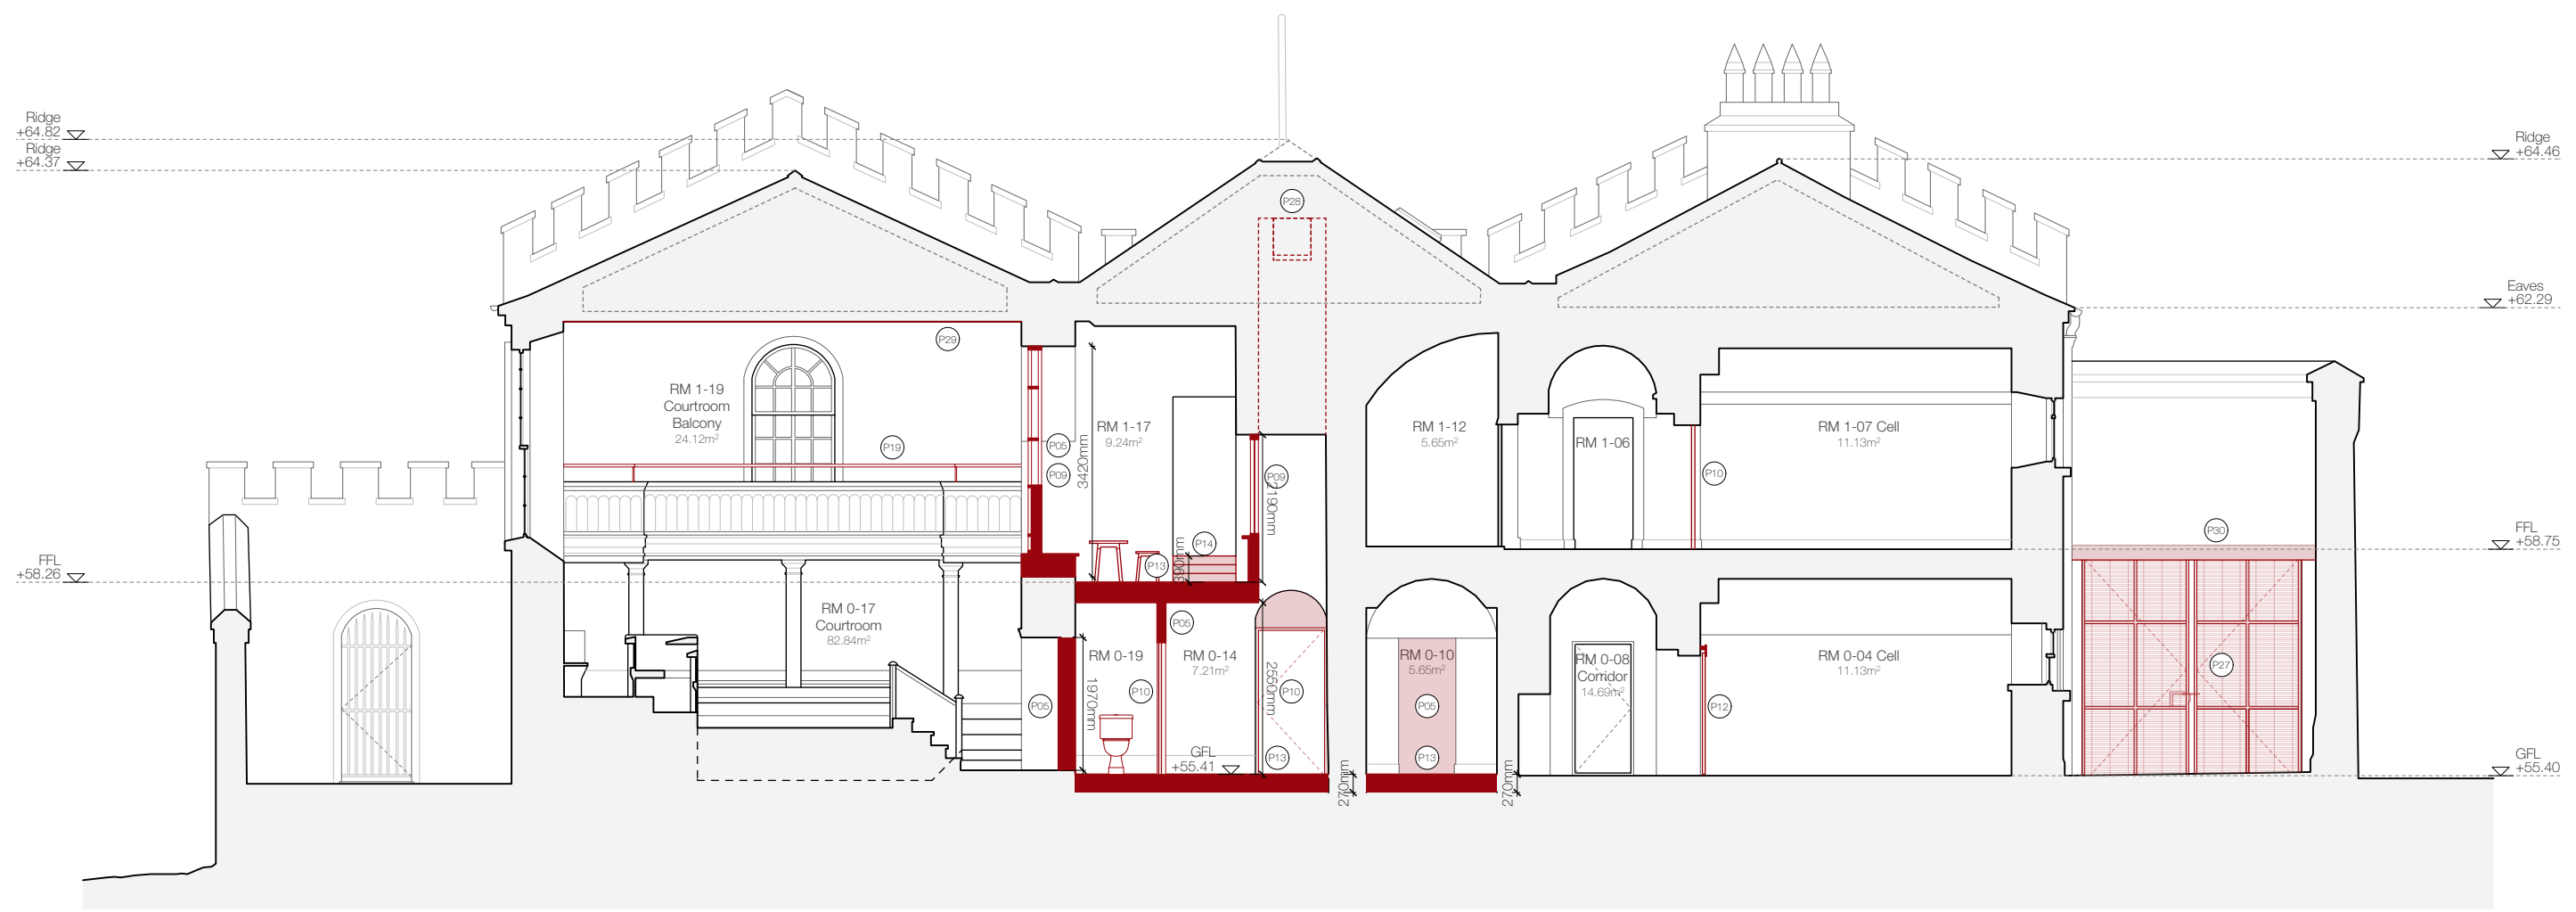 Ridge
+64.82
Ridge
+64.37
Ridge
+64.46
Eaves
+62.29
FFL
+58.26
FFL
+58.75
GFL
+55.40
P28
P29
RM 1-19
Courtroom
Balcony
24.12m²
P19
P05
P09
3420mm
RM 1-17
9.24m²
P14
P13
390mm
P09
2190mm
RM 1-12
5.65m²
RM 1-06
P10
RM 1-07 Cell
11.13m²
P30
RM 0-17
Courtroom
82.84m²
P05
1970mm
RM 0-19
P10
P05
RM 0-14
7.21m²
GFL
+55.41
P10
P13
270mm
RM 0-10
5.65m²
P05
P13
270mm
RM 0-08
Corridor
14.69m²
P12
RM 0-04 Cell
11.13m²
P27